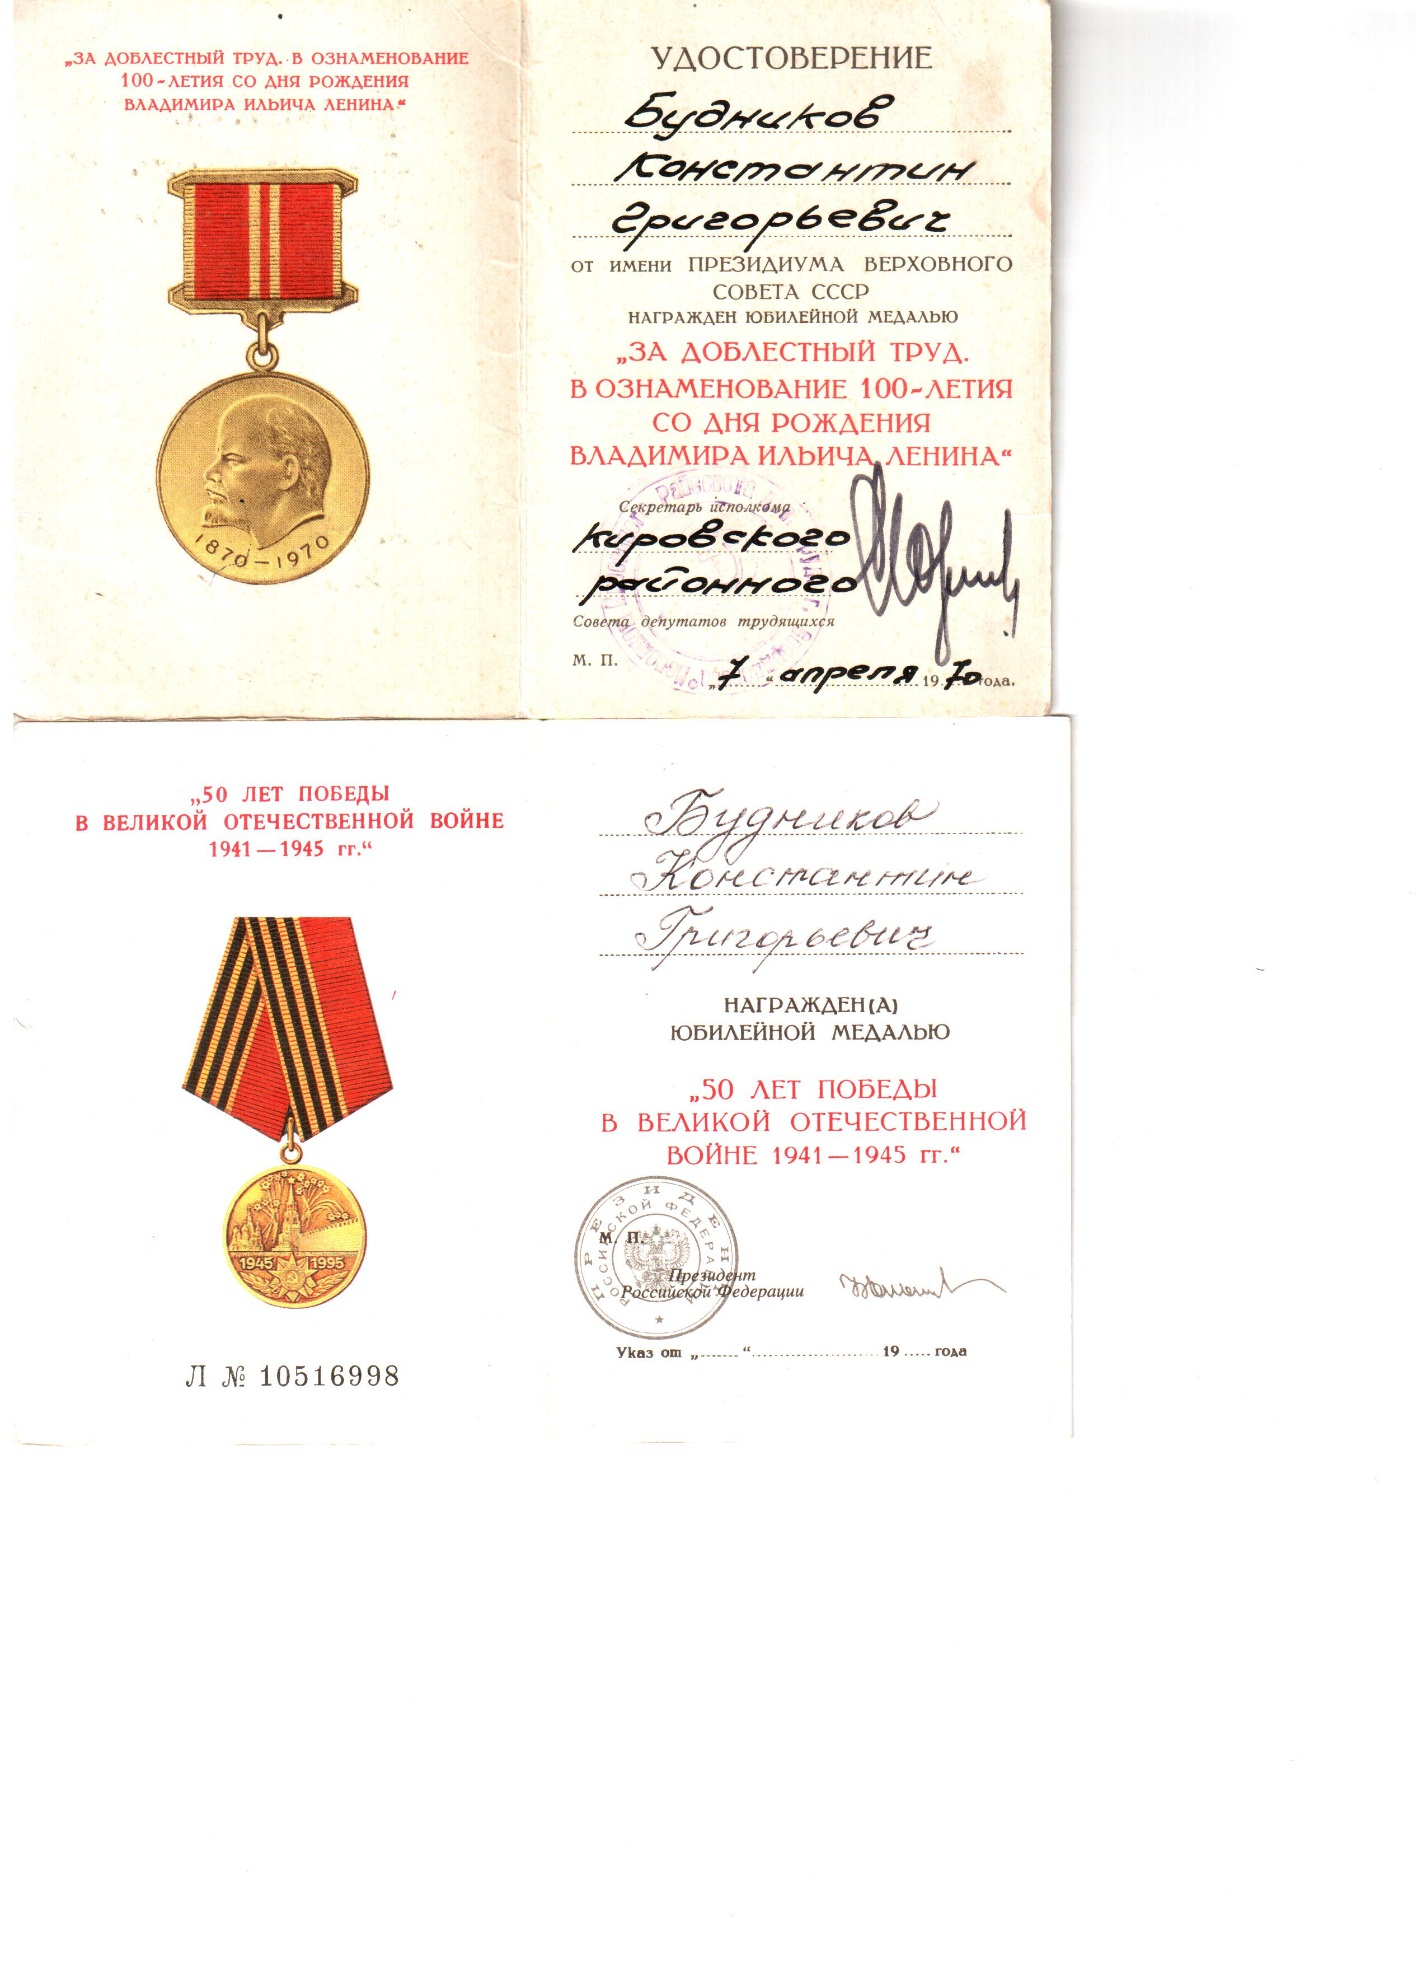 „ЗА ДОБЛЕСТНЫЙ ТРУД. В ОЗНАМЕНОВАНИЕ
100-ЛЕТИЯ СО ДНЯ РОЖДЕНИЯ
ВЛАДИМИРА ИЛЬИЧА ЛЕНИНА“
1870-1970
УДОСТОВЕРЕНИЕ
Будников
Константин
Григорьевич
ОТ ИМЕНИ ПРЕЗИДИУМА ВЕРХОВНОГО
СОВЕТА СССР
НАГРАЖДЕН ЮБИЛЕЙНОЙ МЕДАЛЬЮ
„ЗА ДОБЛЕСТНЫЙ ТРУД.
В ОЗНАМЕНОВАНИЕ 100-ЛЕТИЯ
СО ДНЯ РОЖДЕНИЯ
ВЛАДИМИРА ИЛЬИЧА ЛЕНИНА“
Секретарь исполкома
Кировского
районного
Совета депутатов трудящихся
М. П.
„7“ апреля 1970 года.
„50 ЛЕТ ПОБЕДЫ
В ВЕЛИКОЙ ОТЕЧЕСТВЕННОЙ ВОЙНЕ
1941—1945 гг.“
1945 1995
Л № 10516998
Будников
Константин
Григорьевич
НАГРАЖДЕН(А)
ЮБИЛЕЙНОЙ МЕДАЛЬЮ
„50 ЛЕТ ПОБЕДЫ
В ВЕЛИКОЙ ОТЕЧЕСТВЕННОЙ
ВОЙНЕ 1941—1945 гг.“
ПРЕЗИДЕНТ
РОССИЙСКОЙ ФЕДЕРАЦИИ
М. П.
Президент
Российской Федерации
Указ от „.......“ ........................ 19 ..... года